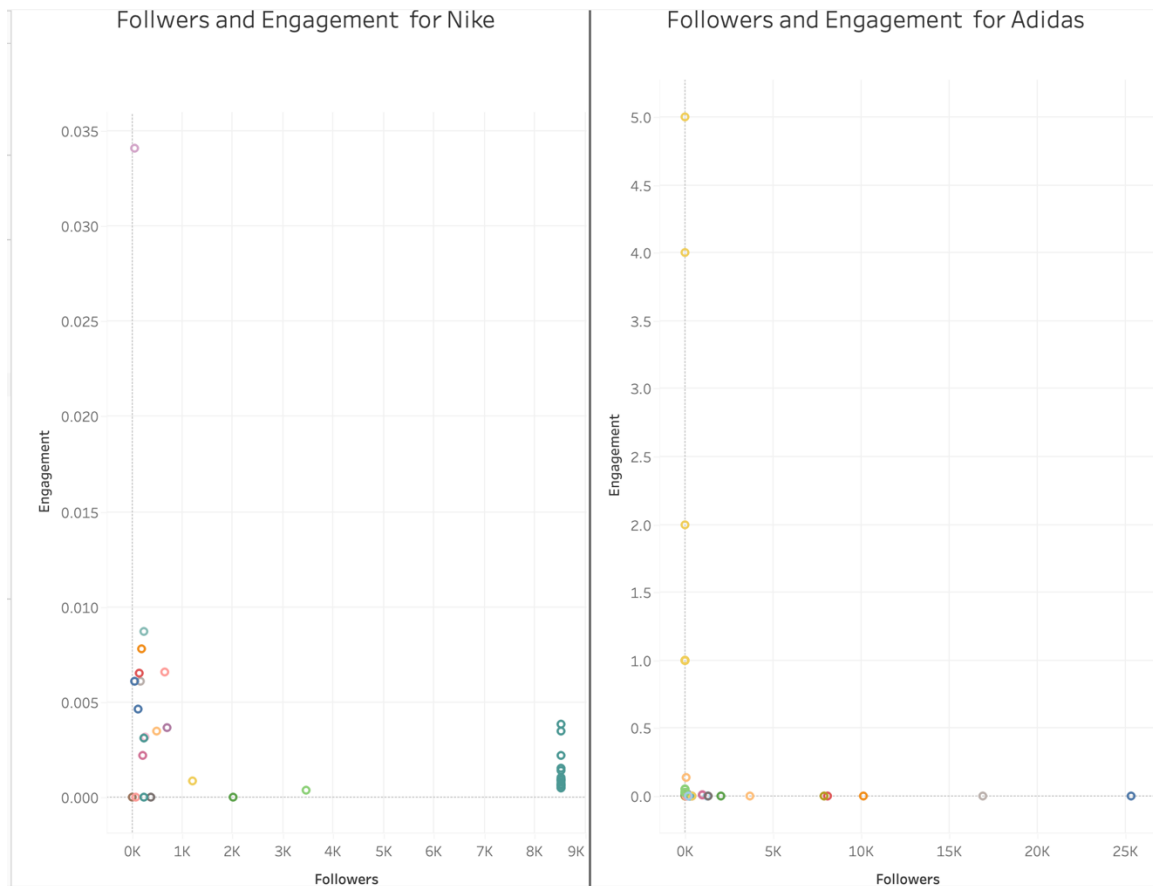 Follwers and Engagement for Nike
0.035
0.030
0.025
0.020
0.015
0.010
0.005
0.000
Engagement
0K 1K 2K 3K 4K 5K 6K 7K 8K 9K
Followers
Followers and Engagement for Adidas
5.0
4.5
4.0
3.5
3.0
2.5
2.0
1.5
1.0
0.5
0.0
Engagement
0K 5K 10K 15K 20K 25K
Followers